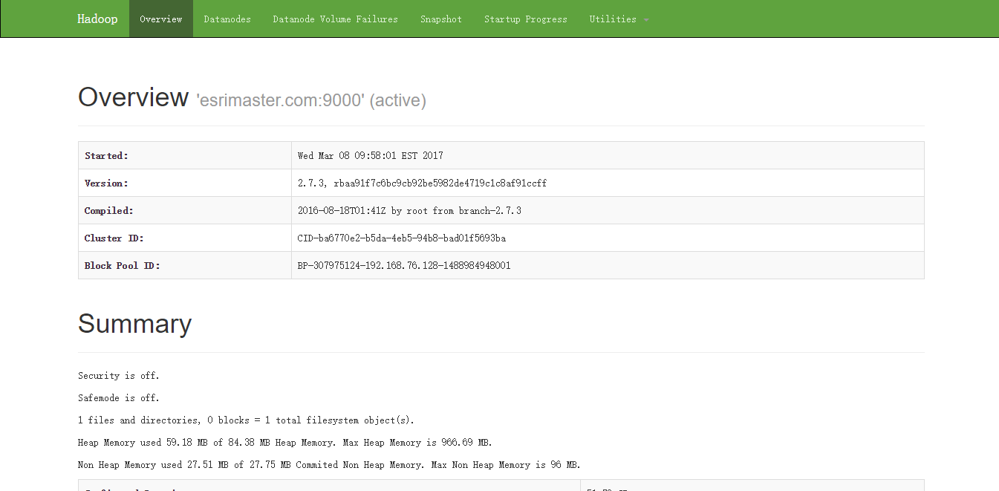 Hadoop Overview Datanodes Datanode Volume Failures Snapshot Startup Progress Utilities
Overview 'esrimaster.com:9000' (active)
Started: Wed Mar 08 09:58:01 EST 2017
Version: 2.7.3, rbaa91f7c6bc9cb92be5982de4719c1c8af91ccff
Compiled: 2016-08-18T01:41Z by root from branch-2.7.3
Cluster ID: CID-ba6770e2-b5da-4eb5-94b8-bad01f5693ba
Block Pool ID: BP-307975124-192.168.76.128-1488984948001
Summary
Security is off.
Safemode is off.
1 files and directories, 0 blocks = 1 total filesystem object(s).
Heap Memory used 59.18 MB of 84.38 MB Heap Memory. Max Heap Memory is 966.69 MB.
Non Heap Memory used 27.51 MB of 27.75 MB Commited Non Heap Memory. Max Non Heap Memory is 96 MB.